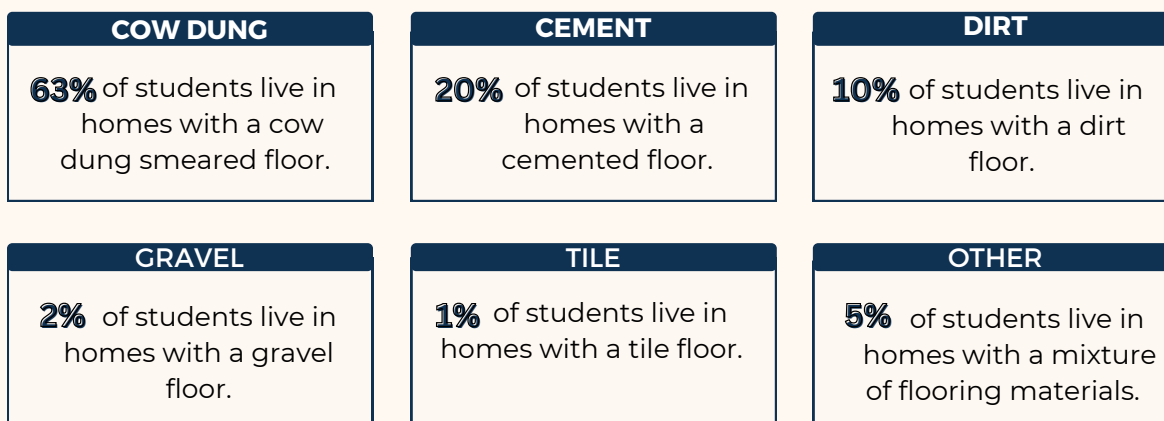 COW DUNG
63% of students live in
homes with a cow
dung smeared floor.
CEMENT
20% of students live in
homes with a
cemented floor.
DIRT
10% of students live in
homes with a dirt
floor.
GRAVEL
2% of students live in
homes with a gravel
floor.
TILE
1% of students live in
homes with a tile floor.
OTHER
5% of students live in
homes with a mixture
of flooring materials.